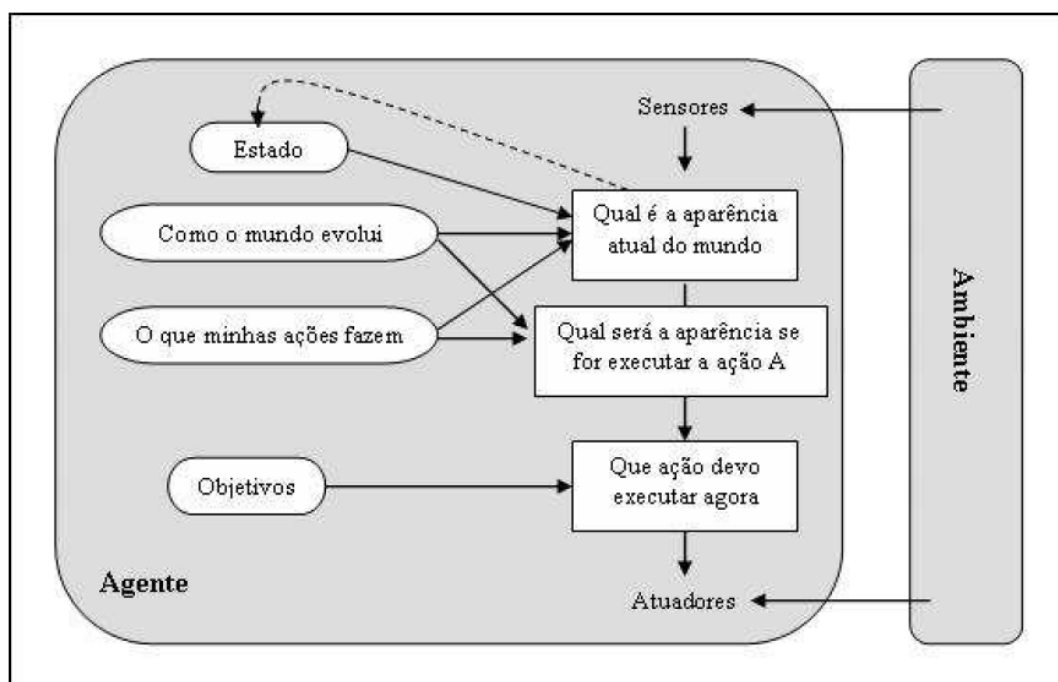 Sensores
Estado
Qual é a aparência
atual do mundo
Como o mundo evolui
O que minhas ações fazem
Qual será a aparência se
for executar a ação A
Que ação devo
executar agora
Objetivos
Agente
Atuadores
Ambiente